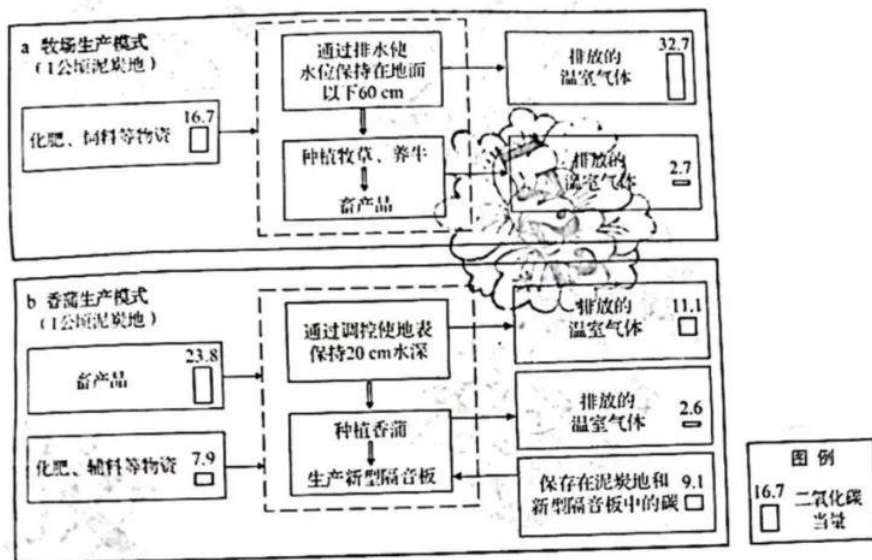 a 牧场生产模式
（1公顷泥炭地）
化肥、饲料等物资
16.7
通过排水使
水位保持在地面
以下60 cm
种植牧草、养牛
畜产品
排放的
温室气体
32.7
排放的
温室气体
2.7
b 香蒲生产模式
（1公顷泥炭地）
畜产品
23.8
化肥、辅料等物资
7.9
通过调控使地表
保持20 cm水深
种植香蒲
生产新型隔音板
排放的
温室气体
11.1
排放的
温室气体
2.6
保存在泥炭地和
新型隔音板中的碳
9.1
图例
16.7
二氧化碳
当量